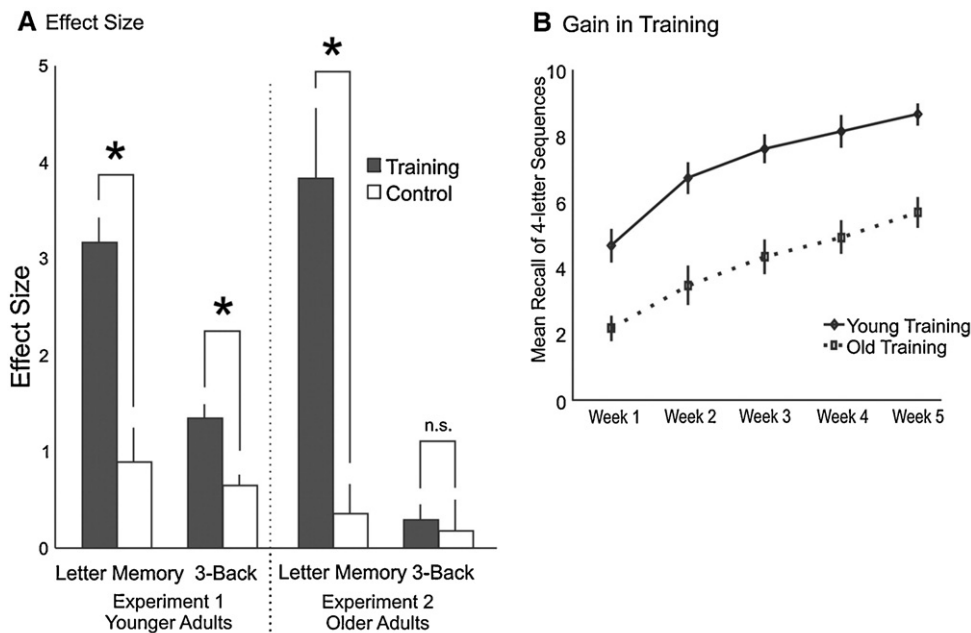 A Effect Size
Effect Size
5
4
3
2
1
0
*
*
*
n.s.
Training
Control
Letter Memory 3-Back
Experiment 1
Younger Adults
Letter Memory 3-Back
Experiment 2
Older Adults
B Gain in Training
Mean Recall of 4-letter Sequences
10
8
6
4
2
0
Young Training
Old Training
Week 1 Week 2 Week 3 Week 4 Week 5